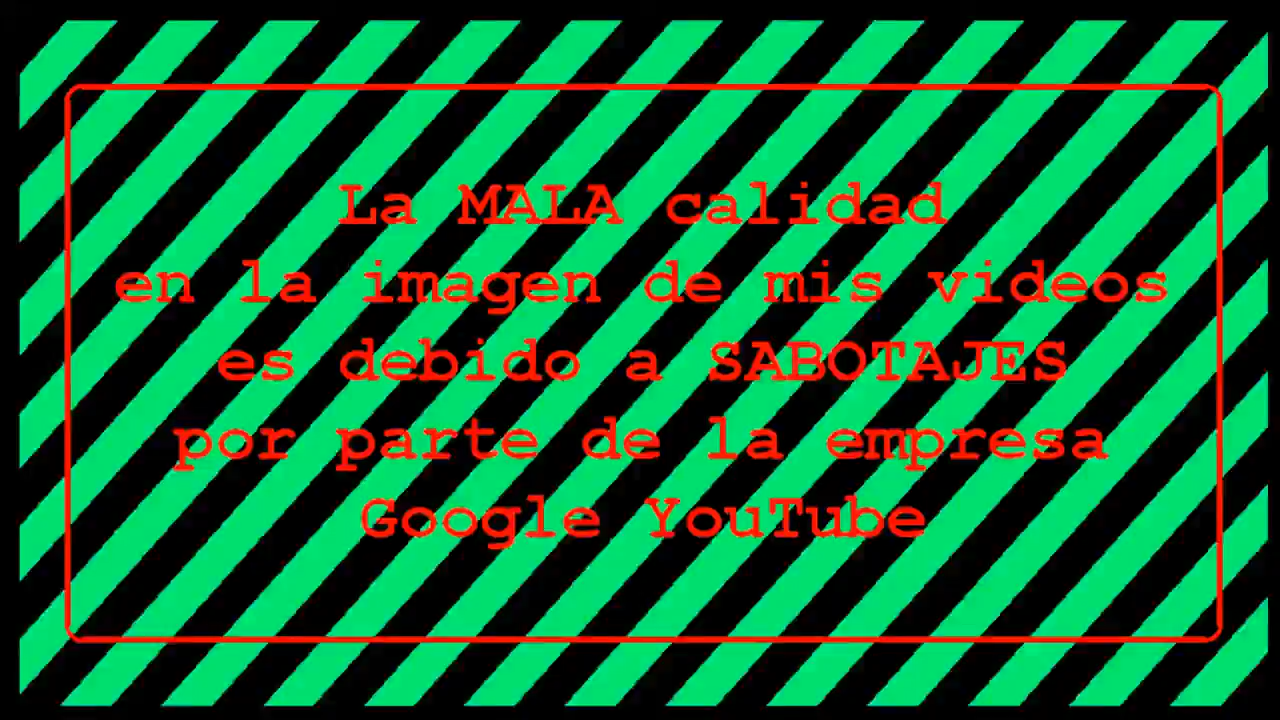 La MALA calidad
en la imagen de mis videos
es debido a SABOTAJES
por parte de la empresa
Google YouTube